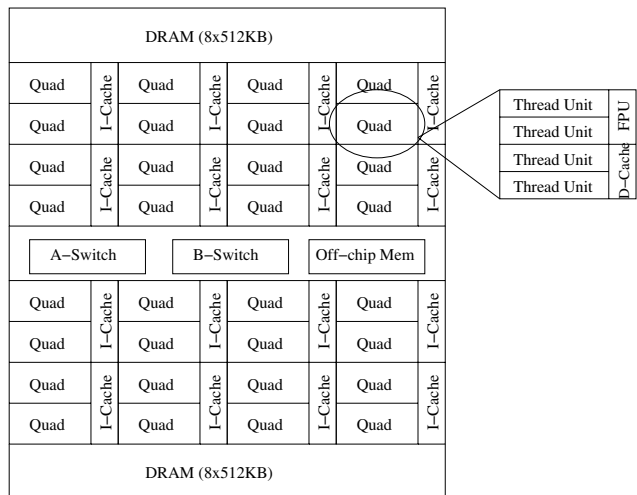 DRAM (8x512KB)
Quad Quad Quad Quad
I−Cache I−Cache I−Cache I−Cache
Quad Quad Quad Quad
Quad Quad Quad Quad
I−Cache I−Cache I−Cache I−Cache
Quad Quad Quad Quad
A−Switch B−Switch Off−chip Mem
Quad Quad Quad Quad
I−Cache I−Cache I−Cache I−Cache
Quad Quad Quad Quad
Quad Quad Quad Quad
I−Cache I−Cache I−Cache I−Cache
Quad Quad Quad Quad
DRAM (8x512KB)
Thread Unit
Thread Unit
FPU
Thread Unit
Thread Unit
D−Cache